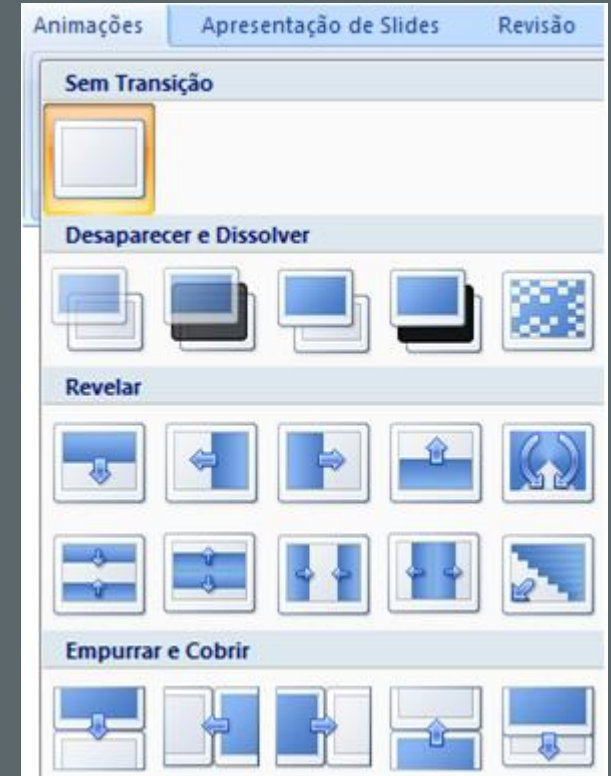 Animações Apresentação de Slides Revisão
Sem Transição
Desaparecer e Dissolver
Revelar
Empurrar e Cobrir